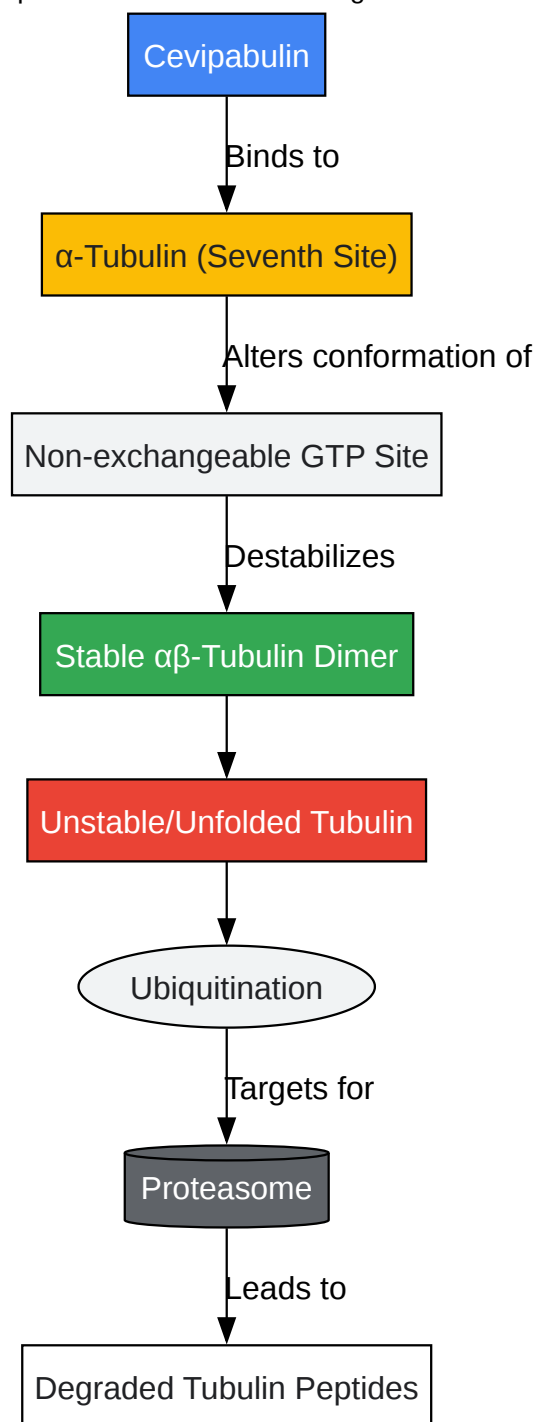 Cevipabulin
Binds to
α-Tubulin (Seventh Site)
Alters conformation of
Non-exchangeable GTP Site
Destabilizes
Stable αβ-Tubulin Dimer
Unstable/Unfolded Tubulin
Ubiquitination
Targets for
Proteasome
Leads to
Degraded Tubulin Peptides